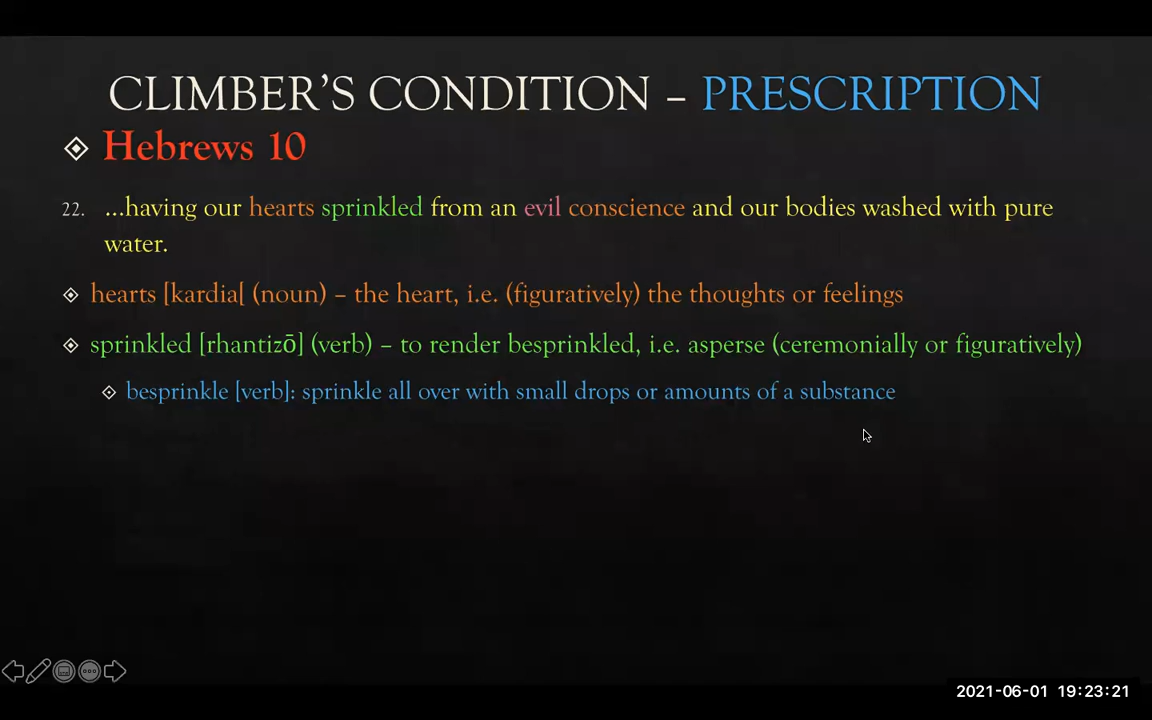 CLIMBER'S CONDITION – PRESCRIPTION
Hebrews 10
22. ...having our hearts sprinkled from an evil conscience and our bodies washed with pure
water.
hearts [kardia[ (noun) – the heart, i.e. (figuratively) the thoughts or feelings
sprinkled [rhantizō] (verb) – to render besprinkled, i.e. asperse (ceremonially or figuratively)
besprinkle [verb]: sprinkle all over with small drops or amounts of a substance
2021-06-01 19:23:21